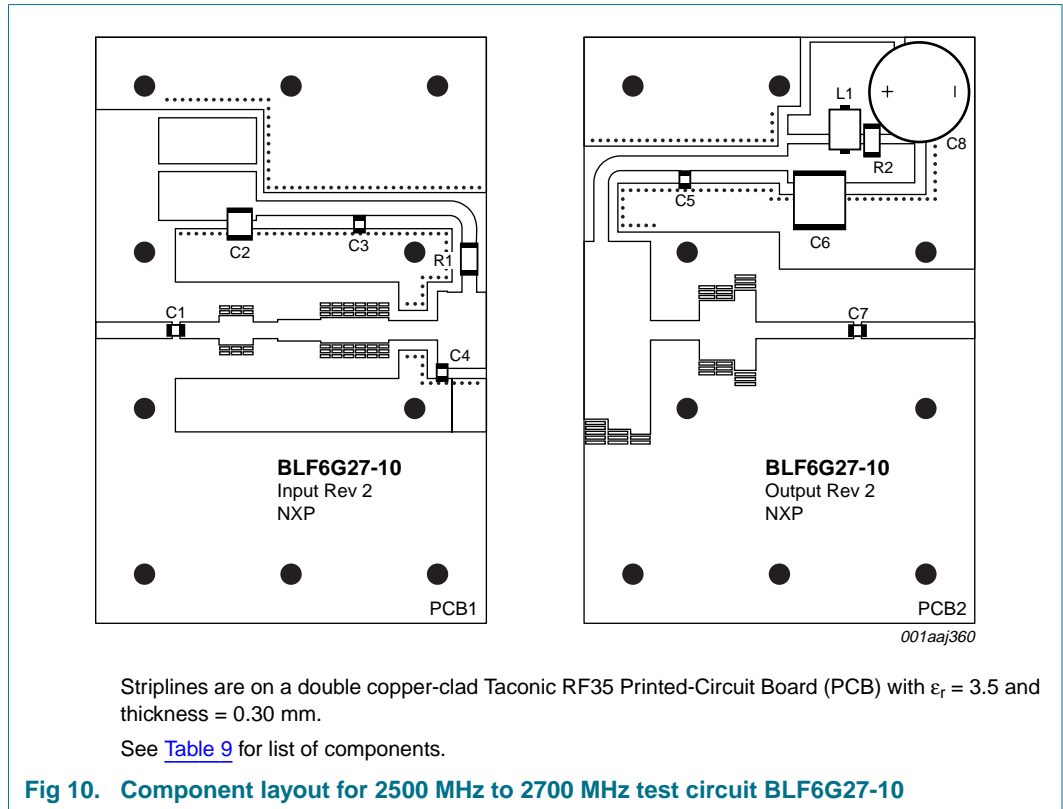 L1
+
−
C8
R2
C5
C6
C2
C3
R1
C1
C4
C7
BLF6G27-10
Input Rev 2
NXP
PCB1
BLF6G27-10
Output Rev 2
NXP
PCB2
001aaj360
Striplines are on a double copper-clad Taconic RF35 Printed-Circuit Board (PCB) with εr = 3.5 and
thickness = 0.30 mm.
See Table 9 for list of components.
Fig 10. Component layout for 2500 MHz to 2700 MHz test circuit BLF6G27-10